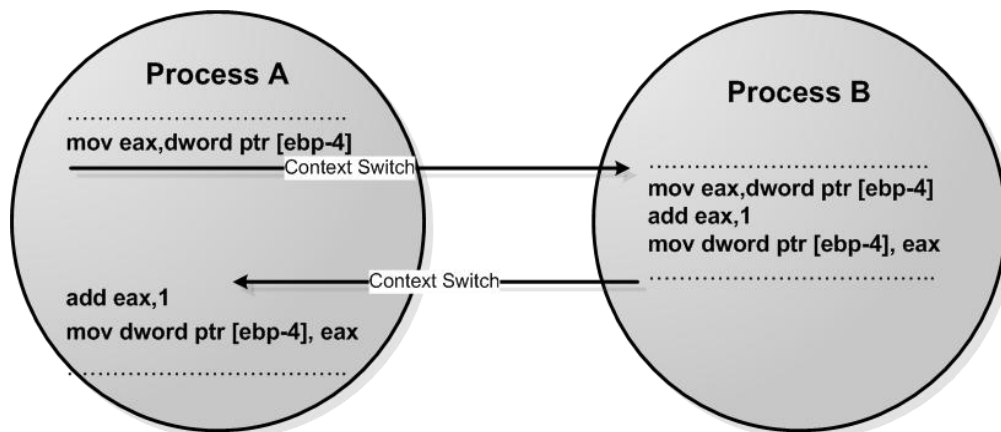 Process A
mov eax,dword ptr [ebp-4]
Context Switch
Process B
mov eax,dword ptr [ebp-4]
add eax,1
mov dword ptr [ebp-4], eax
Context Switch
add eax,1
mov dword ptr [ebp-4], eax